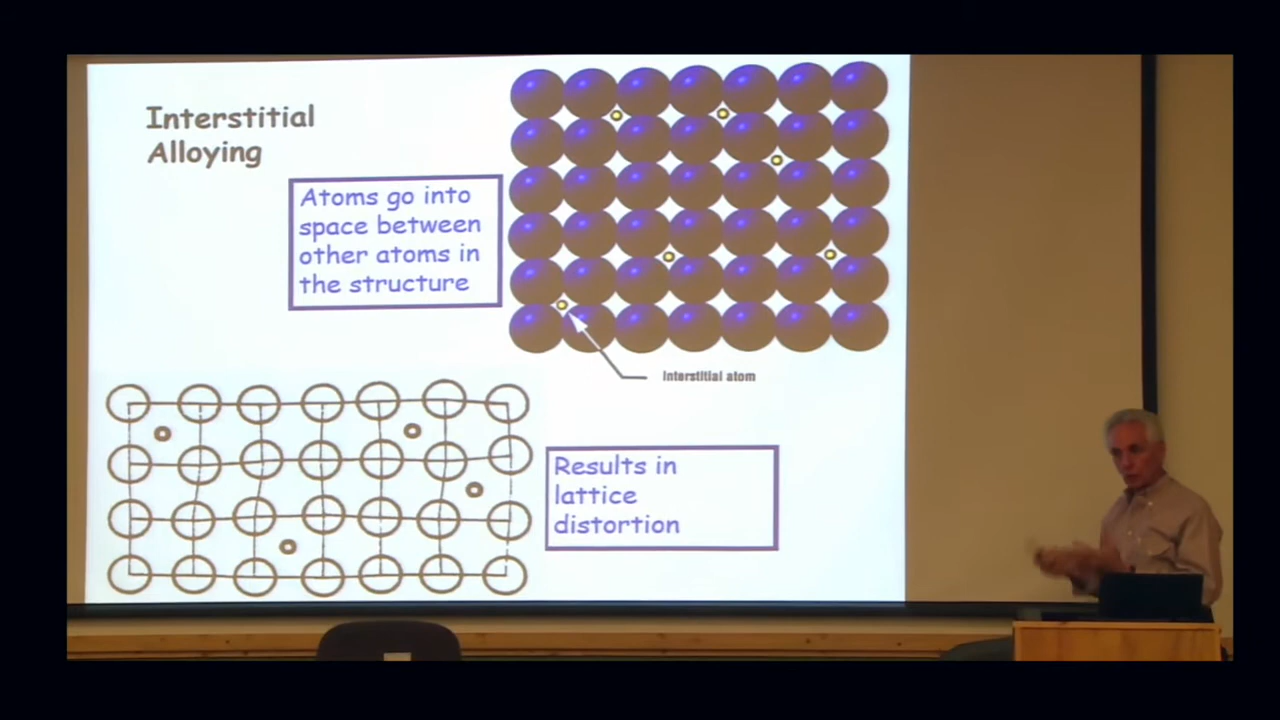 Interstitial
Alloying
Atoms go into
space between
other atoms in
the structure
Interstitial atom
Results in
lattice
distortion